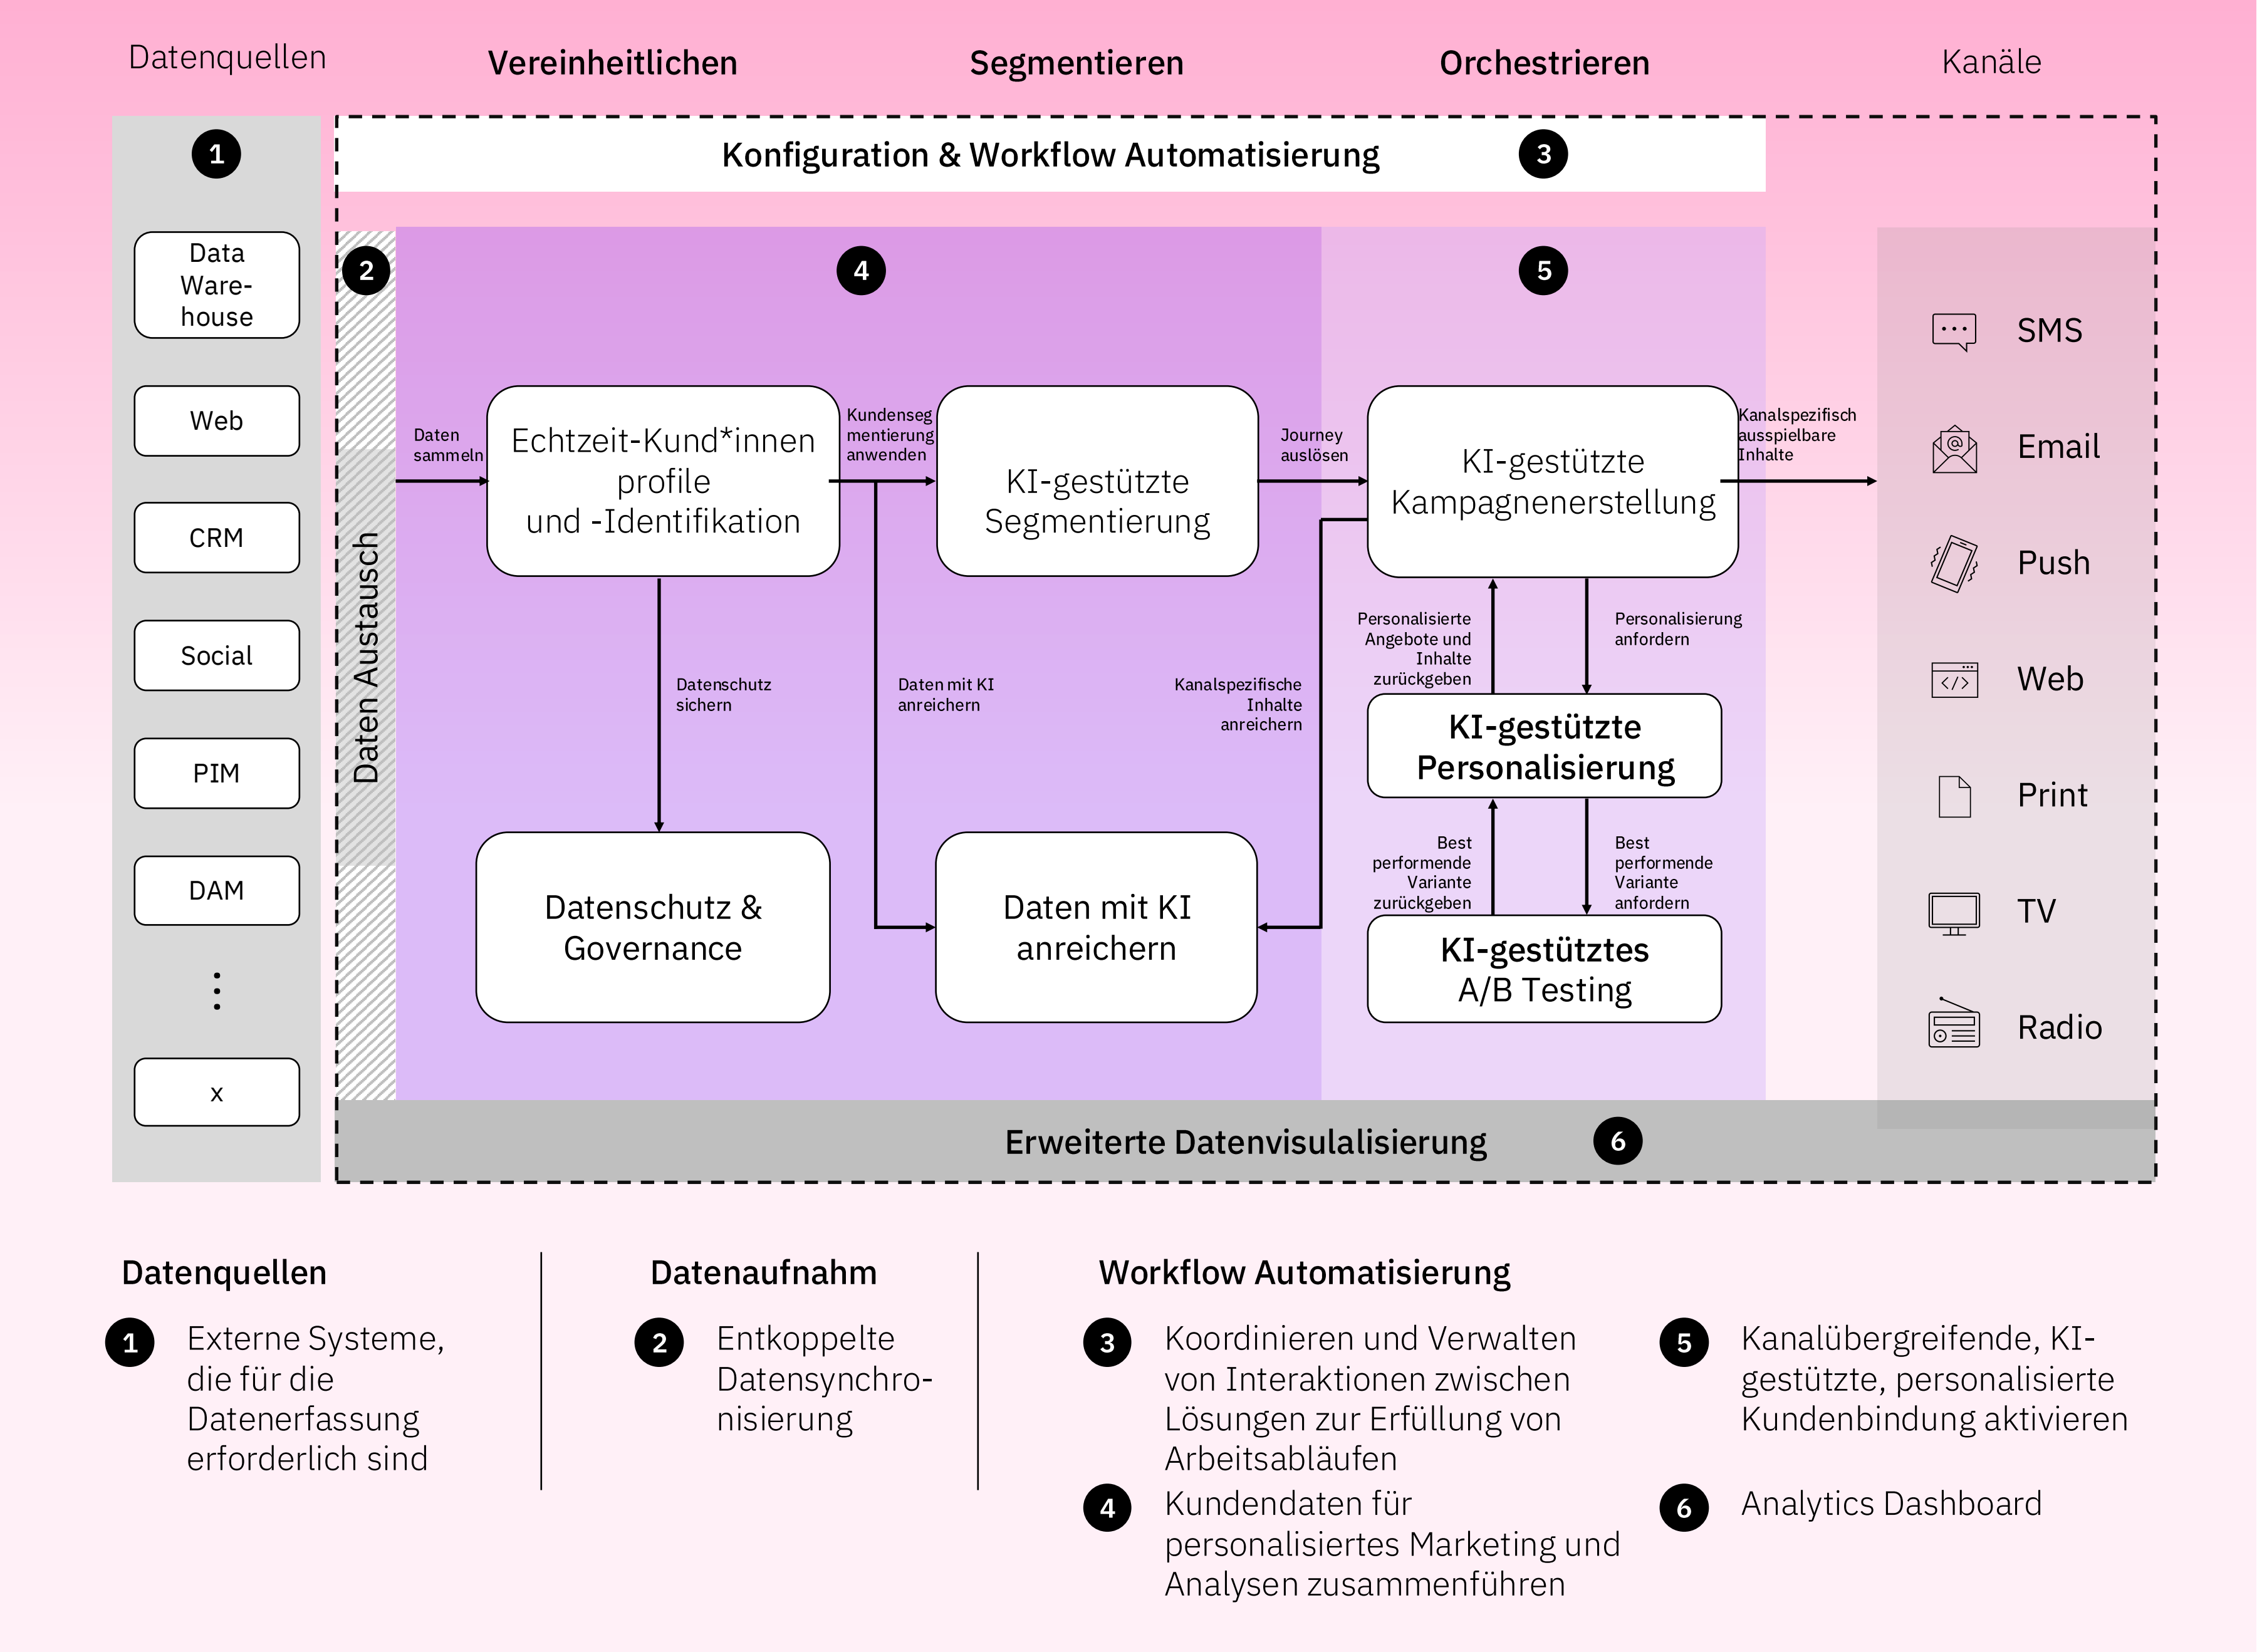 Datenquellen
Vereinheitlichen
Segmentieren
Orchestrieren
Kanäle
1
Konfiguration & Workflow Automatisierung
3
Data
Ware-
house
Web
CRM
Social
PIM
DAM
x
2
Daten Austausch
4
5
Daten
sammeln
Echtzeit-Kund*innen
profile
und -Identifikation
Kundenseg
mentierung
anwenden
KI-gestützte
Segmentierung
Journey
auslösen
KI-gestützte
Kampagnenerstellung
Kanalspezifisch
ausspielbare
Inhalte
Datenschutz
sichern
Daten mit KI
anreichern
Kanalspezifische
Inhalte
anreichern
Personalisierte
Angebote und
Inhalte
zurückgeben
Personalisierung
anfordern
KI-gestützte
Personalisierung
Best
performende
Variante
zurückgeben
Best
performende
Variante
anfordern
Datenschutz &
Governance
Daten mit KI
anreichern
KI-gestütztes
A/B Testing
SMS
Email
Push
Web
Print
TV
Radio
Erweiterte Datenvisulalisierung
6
Datenquellen
1
Externe Systeme,
die für die
Datenerfassung
erforderlich sind
Datenaufnahm
2
Entkoppelte
Datensynchro-
nisierung
Workflow Automatisierung
3
Koordinieren und Verwalten
von Interaktionen zwischen
Lösungen zur Erfüllung von
Arbeitsabläufen
4
Kundendaten für
personalisiertes Marketing und
Analysen zusammenführen
5
Kanalübergreifende, KI-
gestützte, personalisierte
Kundenbindung aktivieren
6
Analytics Dashboard